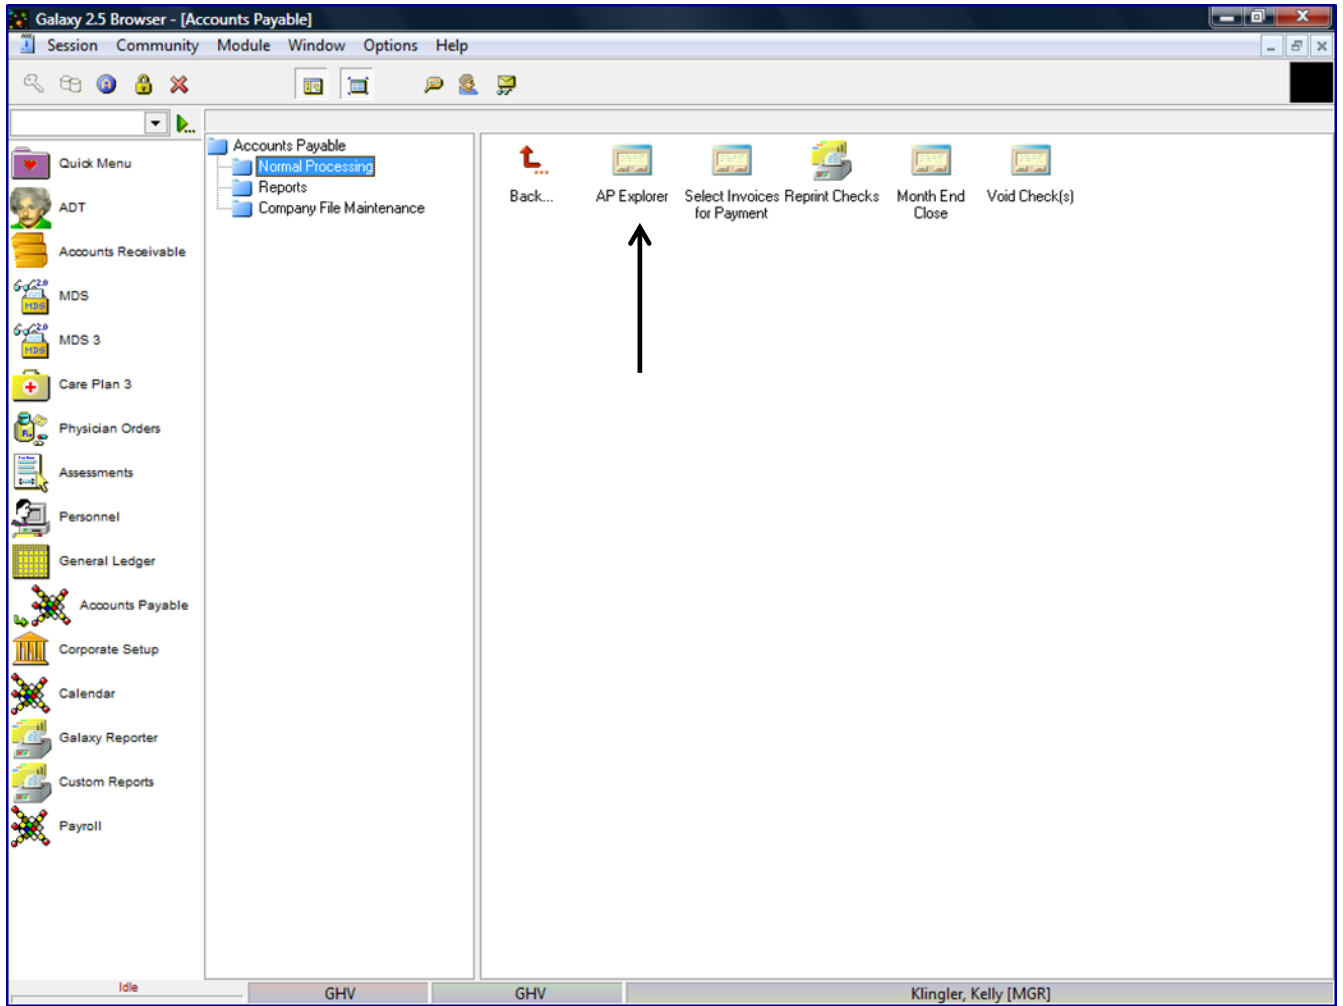 Galaxy 2.5 Browser - [Accounts Payable]
Session Community Module Window Options Help
Quick Menu
ADT
Accounts Receivable
MDS
MDS 3
Care Plan 3
Physician Orders
Assessments
Personnel
General Ledger
Accounts Payable
Corporate Setup
Calendar
Galaxy Reporter
Custom Reports
Payroll
Accounts Payable
Normal Processing
Reports
Company File Maintenance
Back...
AP Explorer
Select Invoices
for Payment
Reprint Checks
Month End
Close
Void Check(s)
Idle
GHV
GHV
Klingler, Kelly [MGR]